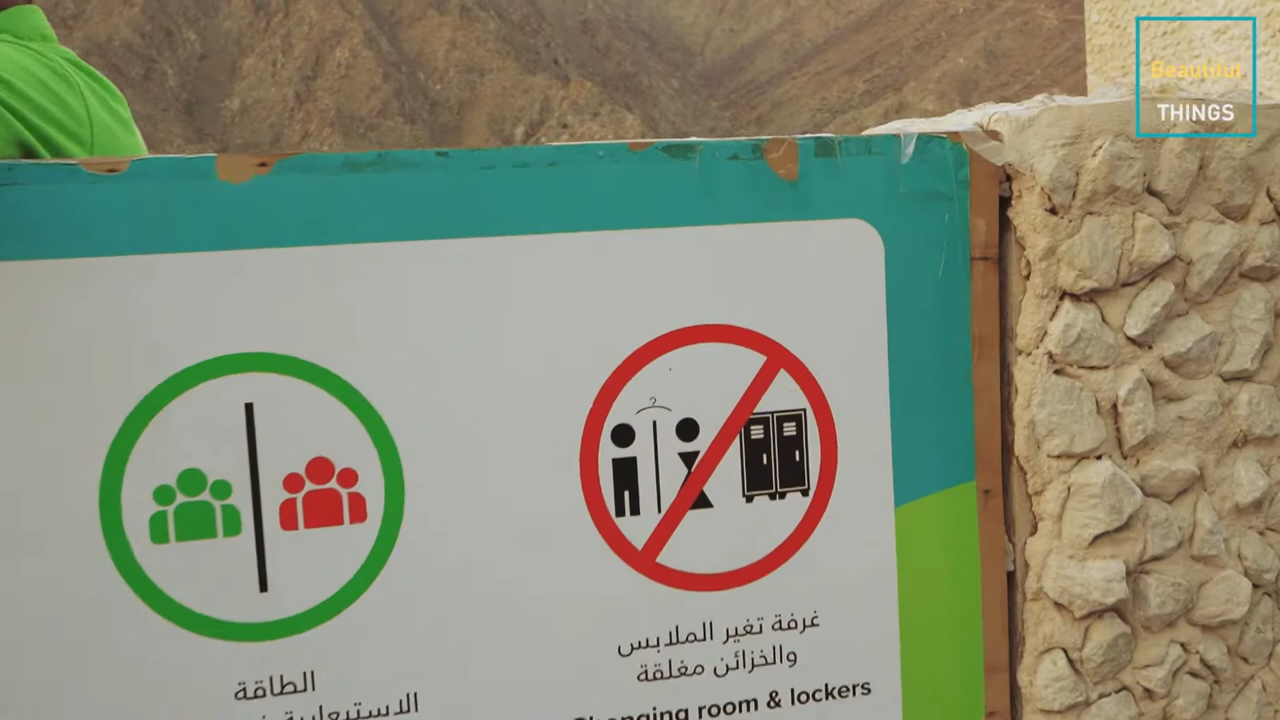 Beautiful
THINGS
غرفة تغير الملابس
والخزائن مغلقة
Changing room & lockers
الطاقة
الاستيعابية